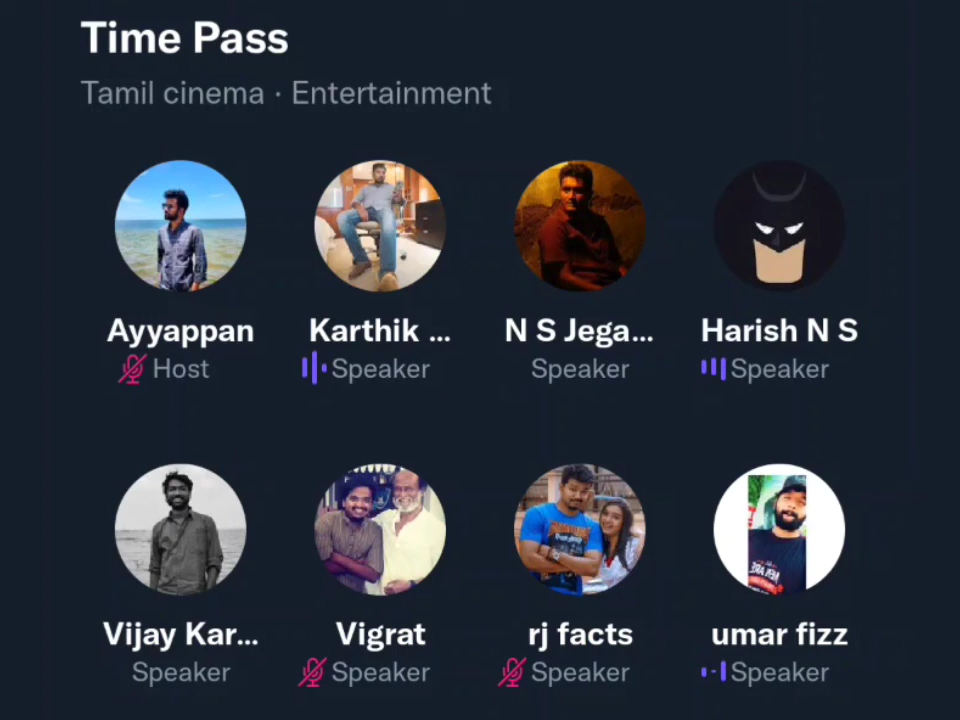 Time Pass
Tamil cinema · Entertainment
Ayyappan Karthik ... N S Jega... Harish N S
Host Speaker Speaker Speaker
Vijay Kar... Vigrat rj facts umar fizz
Speaker Speaker Speaker Speaker